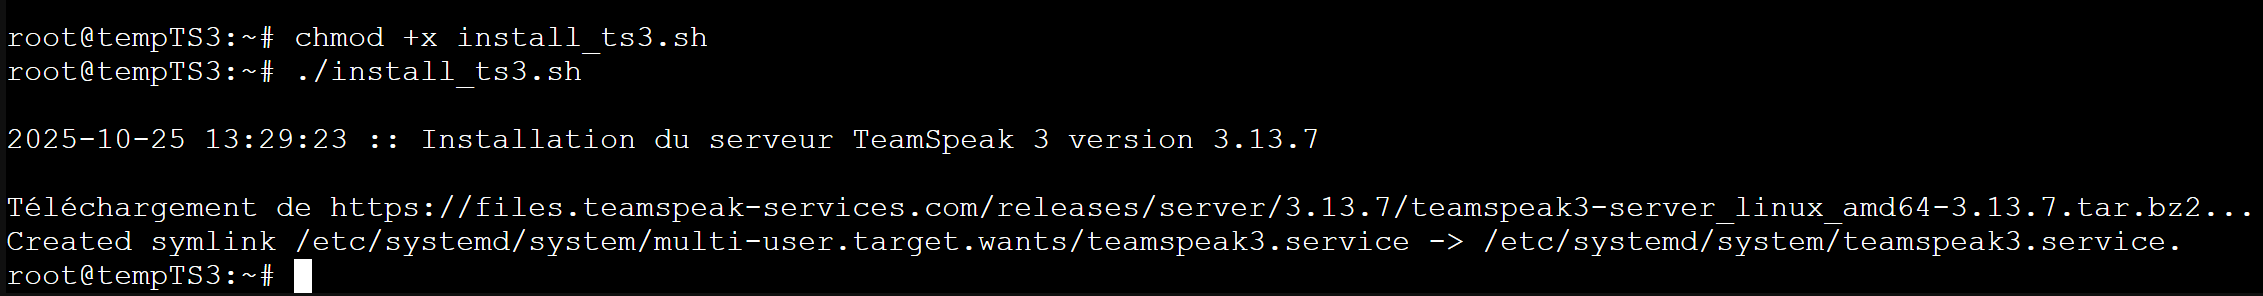 root@tempTS3:~# chmod +x install_ts3.sh
root@tempTS3:~# ./install_ts3.sh
2025-10-25 13:29:23 :: Installation du serveur TeamSpeak 3 version 3.13.7
Téléchargement de https://files.teamspeak-services.com/releases/server/3.13.7/teamspeak3-server_linux_amd64-3.13.7.tar.bz2...
Created symlink /etc/systemd/system/multi-user.target.wants/teamspeak3.service -> /etc/systemd/system/teamspeak3.service.
root@tempTS3:~#